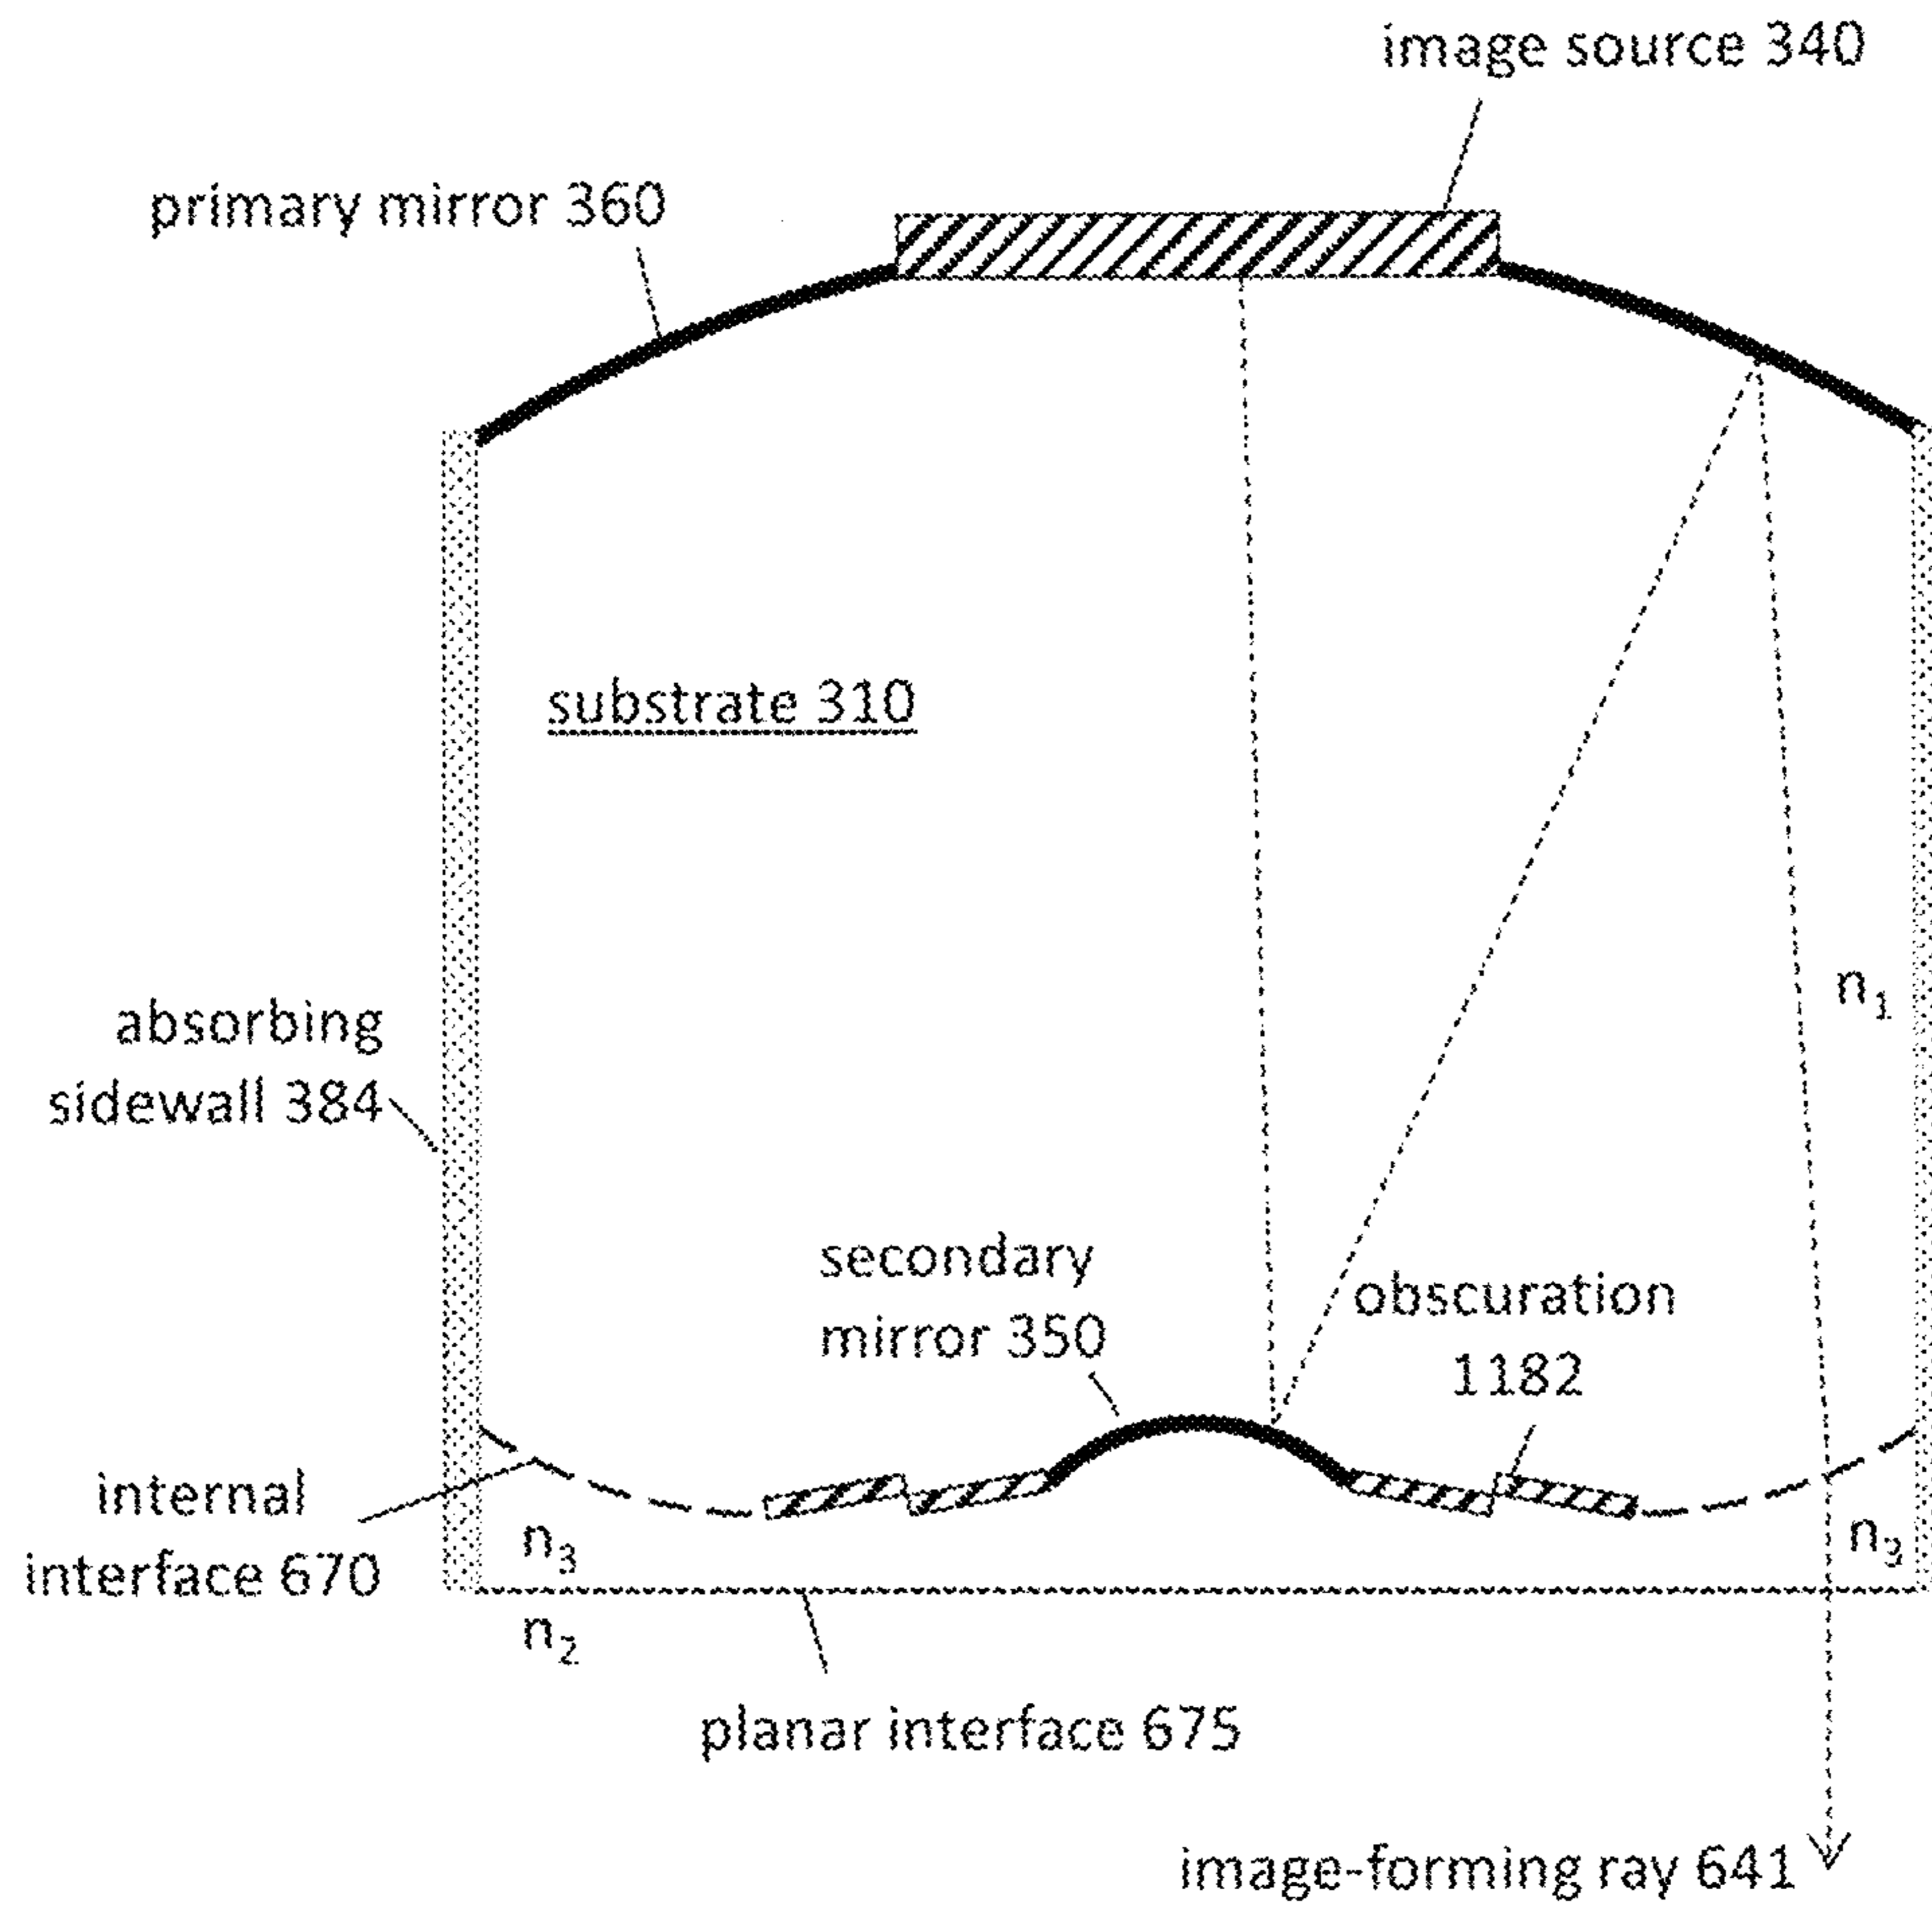 image source 340
primary mirror 360
substrate 310
n1
absorbing
sidewall 384
secondary
mirror 350
obscuration
1182
internal
interface 670
n3
n3
n2
planar interface 675
image-forming ray 641